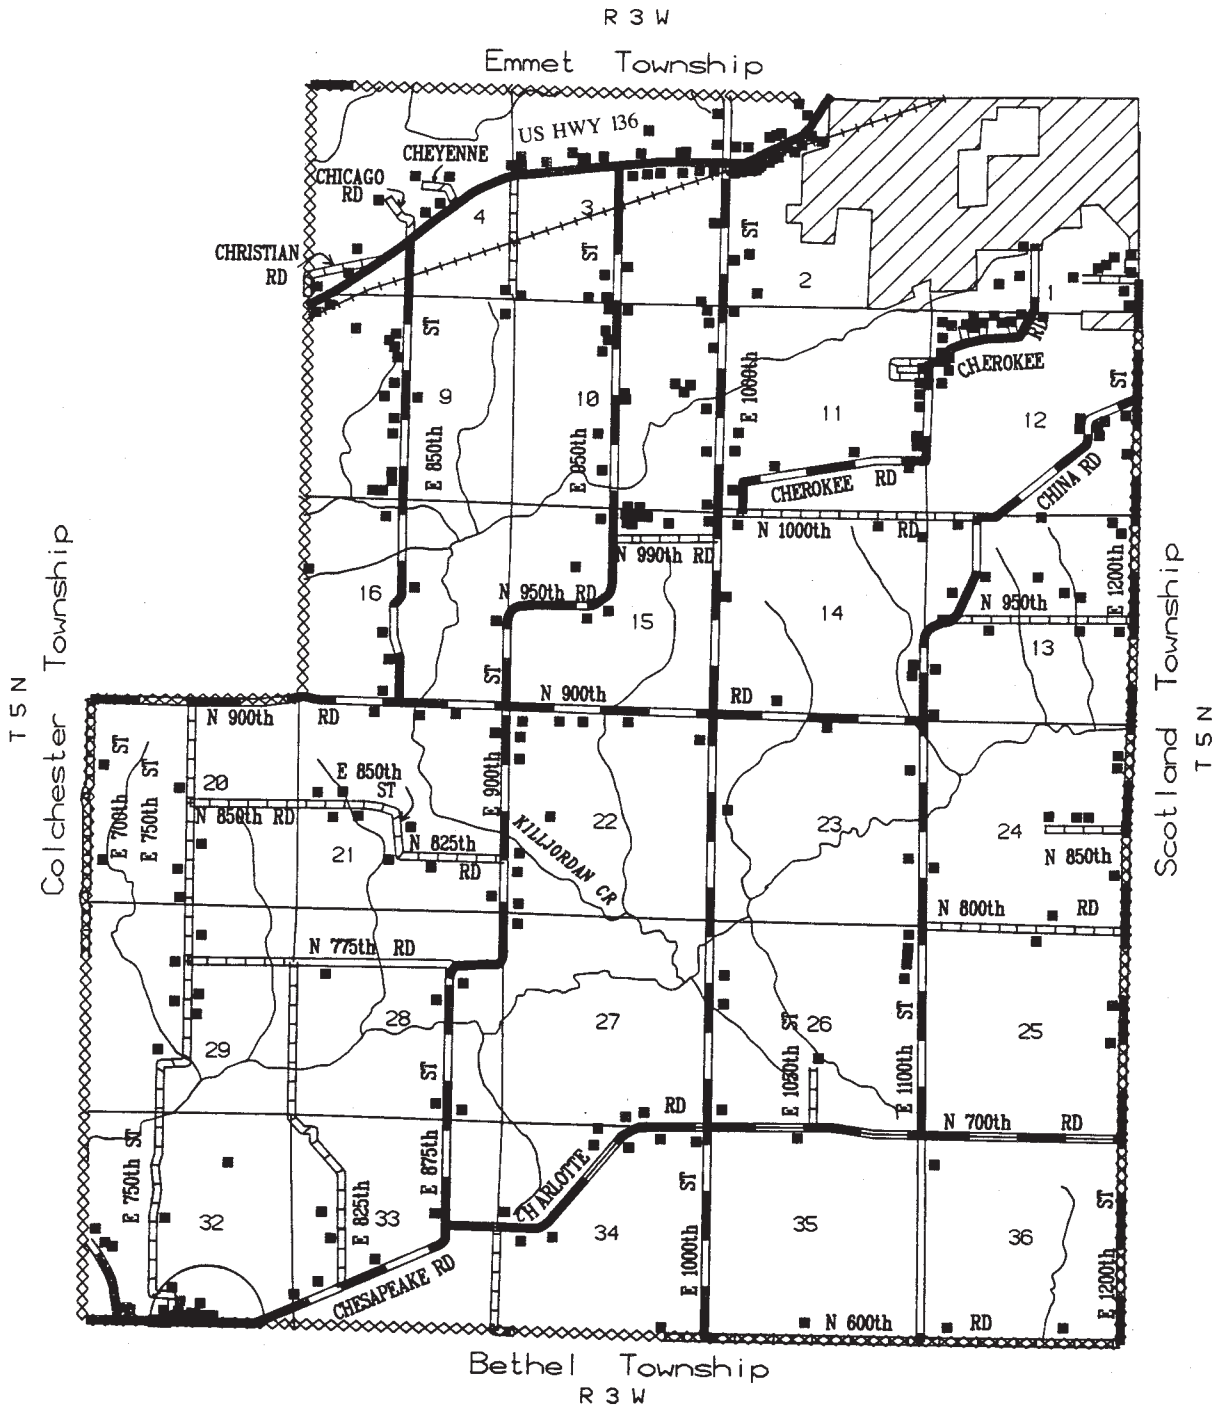 R 3 W
Emmet Township
US HWY 136
CHEYENNE
CHICAGO
RD
4
3
CHRISTIAN
RD
ST
ST
2
1
ST
RD
CHEROKEE
E 1000th
ST
9
10
11
12
E 850th
E 950th
CHEROKEE RD
CHINA RD
N 1000th RD
N 990th RD
E 1200th
16
N 950th RD
15
14
N 950th
13
Colchester Township
T 5 N
Scotland Township
T 5 N
ST
N 900th RD
N 900th
RD
ST
ST
20
E 850th
ST
E 900th
E 700th
E 750th
N 850th RD
21
N 825th
RD
22
KILLJORDAN CR
23
24
N 850th
N 800th RD
N 775th RD
28
27
26
25
29
ST
ST
ST
E 1050th
E 1100th
RD
N 700th RD
E 750th ST
E 875th
CHARLOTTE
ST
ST
32
E 825th
33
34
35
36
CHESAPEAKE RD
E 1000th
E 1200th
N 600th RD
Bethel Township
R 3 W